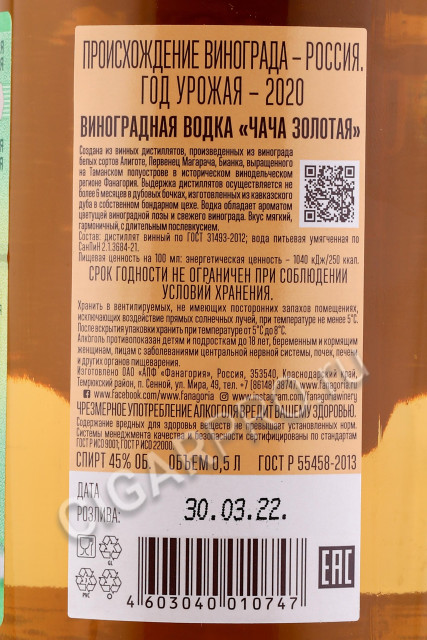 ПРОИСХОЖДЕНИЕ ВИНОГРАДА – РОССИЯ.
ГОД УРОЖАЯ – 2020
ВИНОГРАДНАЯ ВОДКА «ЧАЧА ЗОЛОТАЯ»
Создана из винных дистиллятов, произведенных из винограда
белых сортов Алиготе, Первенец Магарача, Бианка, выращенного
на Таманском полуострове в историческом винодельческом
регионе Фанагория. Выдержка дистиллятов осуществляется не
более 6 месяцев в дубовых бочках, изготовленных из кавказского
дуба в собственном бондарном цехе. Водка обладает ароматом
цветущей виноградной лозы и свежего винограда. Вкус мягкий,
гармоничный, с длительным послевкусием.
Состав: дистиллят винный по ГОСТ 31493-2012; вода питьевая умягченная по
СанПиН 2.1.3684-21.
Пищевая ценность на 100 мл: энергетическая ценность – 1040 кДж/250 ккал.
СРОК ГОДНОСТИ НЕ ОГРАНИЧЕН ПРИ СОБЛЮДЕНИИ
УСЛОВИЙ ХРАНЕНИЯ.
Хранить в вентилируемых, не имеющих посторонних запахов помещениях,
исключающих воздействие прямых солнечных лучей, при температуре не менее 5°С.
После вскрытия упаковки хранить при температуре от 5°С до 8°С.
Алкоголь противопоказан детям и подросткам до 18 лет, беременным и кормящим
женщинам, лицам с заболеваниями центральной нервной системы, почек, печени
и других органов пищеварения.
Изготовлено ОАО «АПФ «Фанагория», Россия, 353540, Краснодарский край,
Темрюкский район, п. Сенной, ул. Мира, 49, тел. +7 (86148) 38741, www.fanagoria.ru
www.facebook.com/www.fanagoria www.instagram.com/fanagoriawinery
ЧРЕЗМЕРНОЕ УПОТРЕБЛЕНИЕ АЛКОГОЛЯ ВРЕДИТ ВАШЕМУ ЗДОРОВЬЮ.
Содержание вредных для здоровья веществ не превышает установленных норм.
Системы менеджмента качества и безопасности сертифицированы по стандартам
ГОСТ Р ИСО 9001, ГОСТ Р ИСО 22000.
СПИРТ 45% ОБ. ОБЪЕМ 0,5 Л ГОСТ Р 55458-2013
ДАТА
РОЗЛИВА: 30.03.22.
GL
PVC
PAP
EAC
4603040010747
CIGARPRO.RU